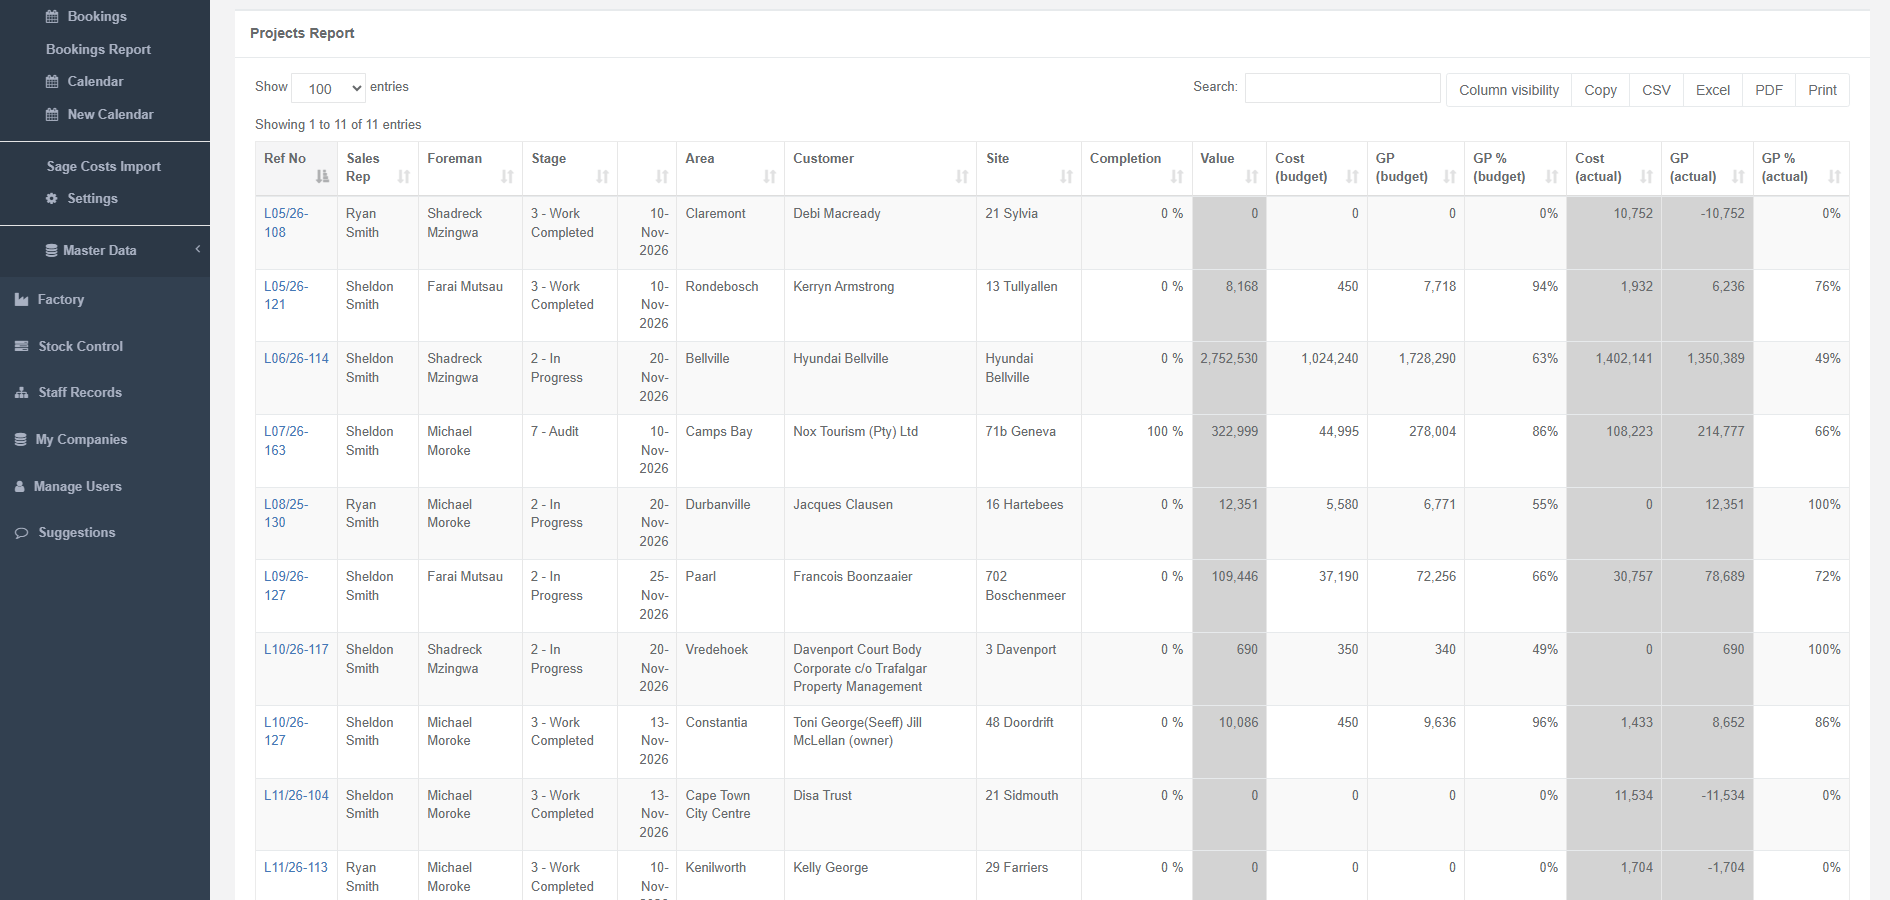 Bookings
Bookings Report
Calendar
New Calendar
Sage Costs Import
Settings
Master Data
Factory
Stock Control
Staff Records
My Companies
Manage Users
Suggestions
Projects Report
Show 100 entries
Search:
Column visibility Copy CSV Excel PDF Print
Showing 1 to 11 of 11 entries
Ref No Sales Foreman Stage Area Customer Site Completion Value Cost GP GP % Cost GP GP %
Rep (budget) (budget) (budget) (actual) (actual) (actual)
L05/26- Ryan Shadreck 3 - Work 10- Claremont Debi Macready 21 Sylvia 0 % 0 0 0 0% 10,752 -10,752 0%
108 Smith Mzingwa Completed Nov-
2026
L05/26- Sheldon Farai Mutsau 3 - Work 10- Rondebosch Kerryn Armstrong 13 Tullyallen 0 % 8,168 450 7,718 94% 1,932 6,236 76%
121 Smith Completed Nov-
2026
L06/26-114 Sheldon Shadreck 2 - In 20- Bellville Hyundai Bellville Hyundai 0 % 2,752,530 1,024,240 1,728,290 63% 1,402,141 1,350,389 49%
Smith Mzingwa Progress Nov- Bellville
2026
L07/26- Sheldon Michael 7 - Audit 10- Camps Bay Nox Tourism (Pty) Ltd 71b Geneva 100 % 322,999 44,995 278,004 86% 108,223 214,777 66%
163 Smith Moroke Nov-
2026
L08/25- Ryan Michael 2 - In 20- Durbanville Jacques Clausen 16 Hartebees 0 % 12,351 5,580 6,771 55% 0 12,351 100%
130 Smith Moroke Progress Nov-
2026
L09/26- Sheldon Farai Mutsau 2 - In 25- Paarl Francois Boonzaaier 702 0 % 109,446 37,190 72,256 66% 30,757 78,689 72%
127 Smith Progress Nov- Boschenmeer
2026
L10/26-117 Sheldon Shadreck 2 - In 20- Vredehoek Davenport Court Body 3 Davenport 0 % 690 350 340 49% 0 690 100%
Smith Mzingwa Progress Nov- Corporate c/o Trafalgar
2026 Property Management
L10/26- Sheldon Michael 3 - Work 13- Constantia Toni George(Seeff) Jill 48 Doordrift 0 % 10,086 450 9,636 96% 1,433 8,652 86%
127 Smith Moroke Completed Nov- McLellan (owner)
2026
L11/26-104 Sheldon Michael 3 - Work 13- Cape Town Disa Trust 21 Sidmouth 0 % 0 0 0 0% 11,534 -11,534 0%
Smith Moroke Completed Nov- City Centre
2026
L11/26-113 Ryan Michael 3 - Work 10- Kenilworth Kelly George 29 Farriers 0 % 0 0 0 0% 1,704 -1,704 0%
Smith Moroke Completed Nov-